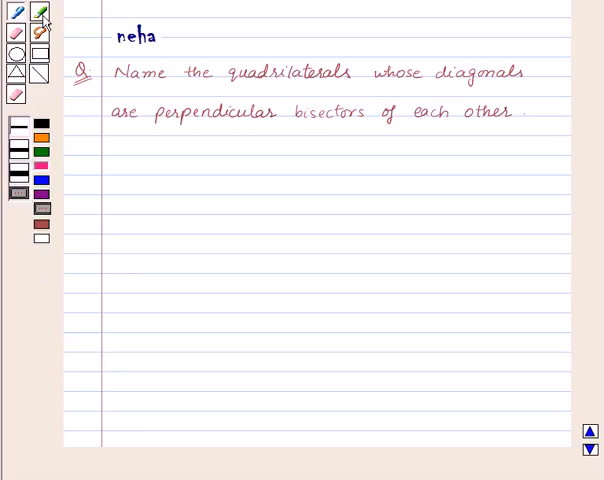 neha
Q Name the quadrilaterals whose diagonals
are perpendicular bisectors of each other.